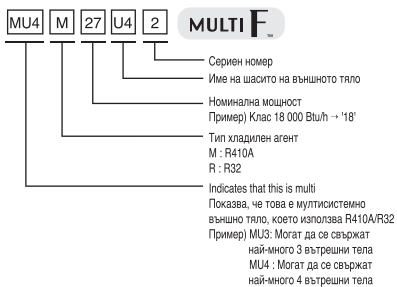 MU4 M 27 U4 2 MULTI F ™
Сериен номер
Име на шасито на външното тяло
Номинална мощност
Пример) Клас 18 000 Btu/h → '18'
Тип хладилен агент
M : R410A
R : R32
Indicates that this is multi
Показва, че това е мултисистемно
външно тяло, което използва R410A/R32
Пример) MU3: Могат да се свържат
най-много 3 вътрешни тела
MU4 : Могат да се свържат
най-много 4 вътрешни тела